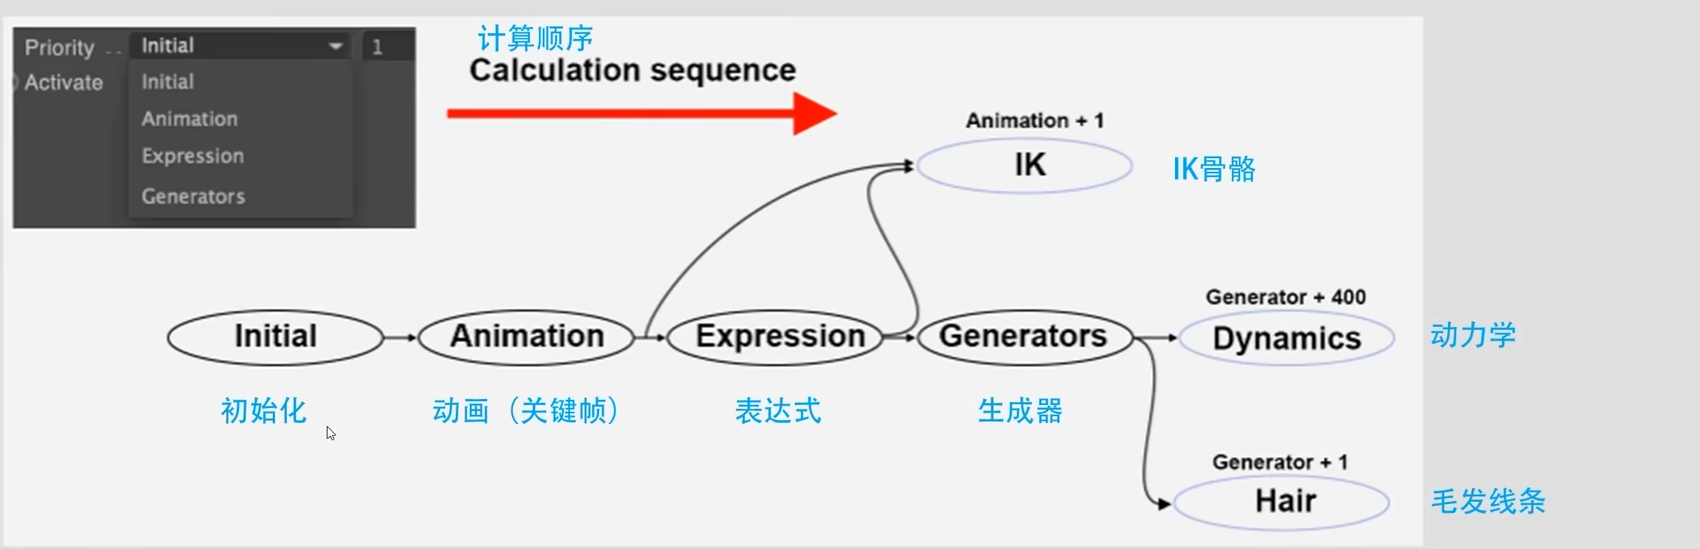 Priority .. Initial 1
Activate
Initial
Animation
Expression
Generators
计算顺序
Calculation sequence
Animation + 1
IK
IK骨骼
Initial
Animation
Expression
Generators
Generator + 400
Dynamics
动力学
初始化
动画（关键帧）
表达式
生成器
Generator + 1
Hair
毛发线条